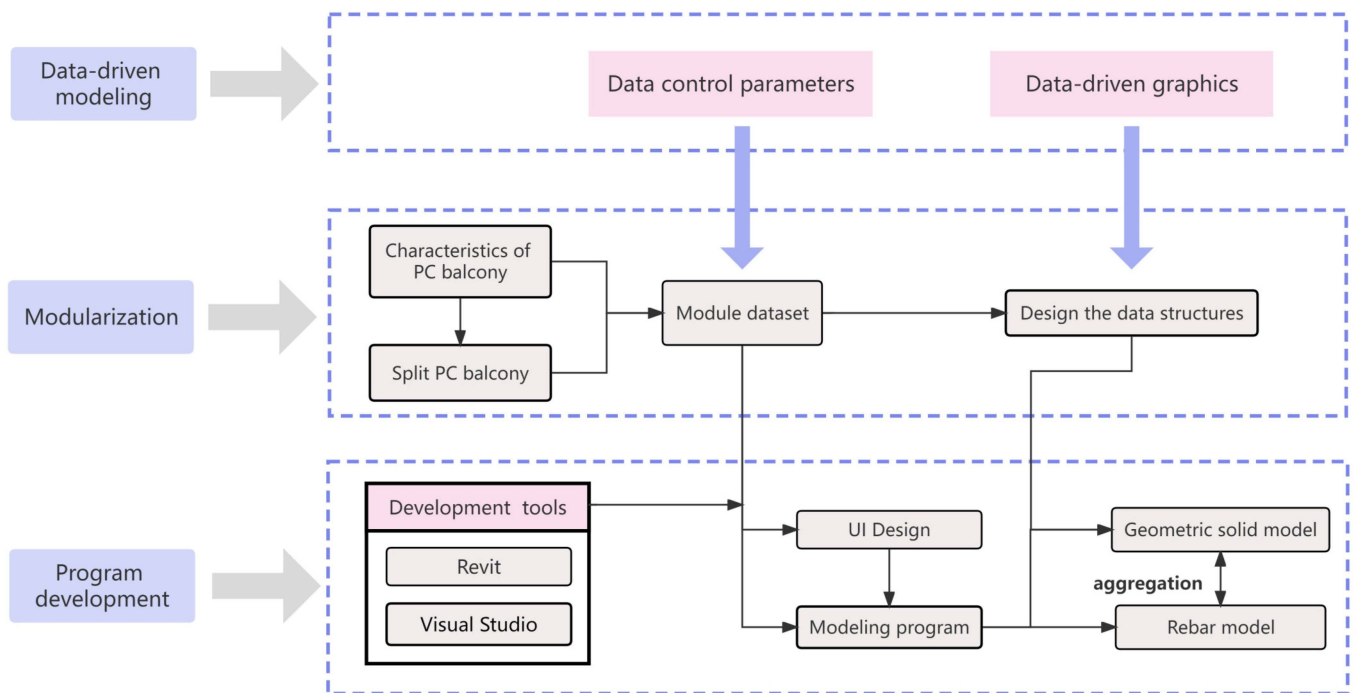 Data-driven
modeling
Data control parameters
Data-driven graphics
Modularization
Characteristics of
PC balcony
Split PC balcony
Module dataset
Design the data structures
Program
development
Development tools
Revit
Visual Studio
UI Design
Modeling program
Geometric solid model
aggregation
Rebar model